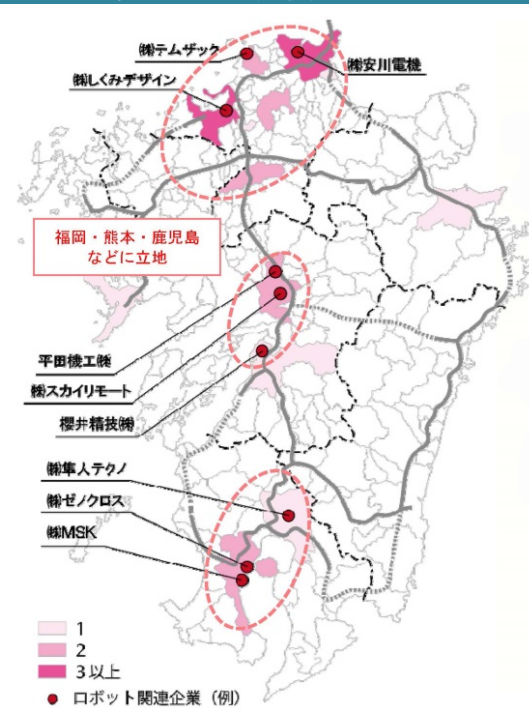 ㈱テムザック
㈱安川電機
㈱しくみデザイン
福岡・熊本・鹿児島
などに立地
平田機工㈱
㈱スカイリモート
櫻井精技㈱
㈱隼人テクノ
㈱ゼノクロス
㈱MSK
1
2
3以上
ロボット関連企業（例）